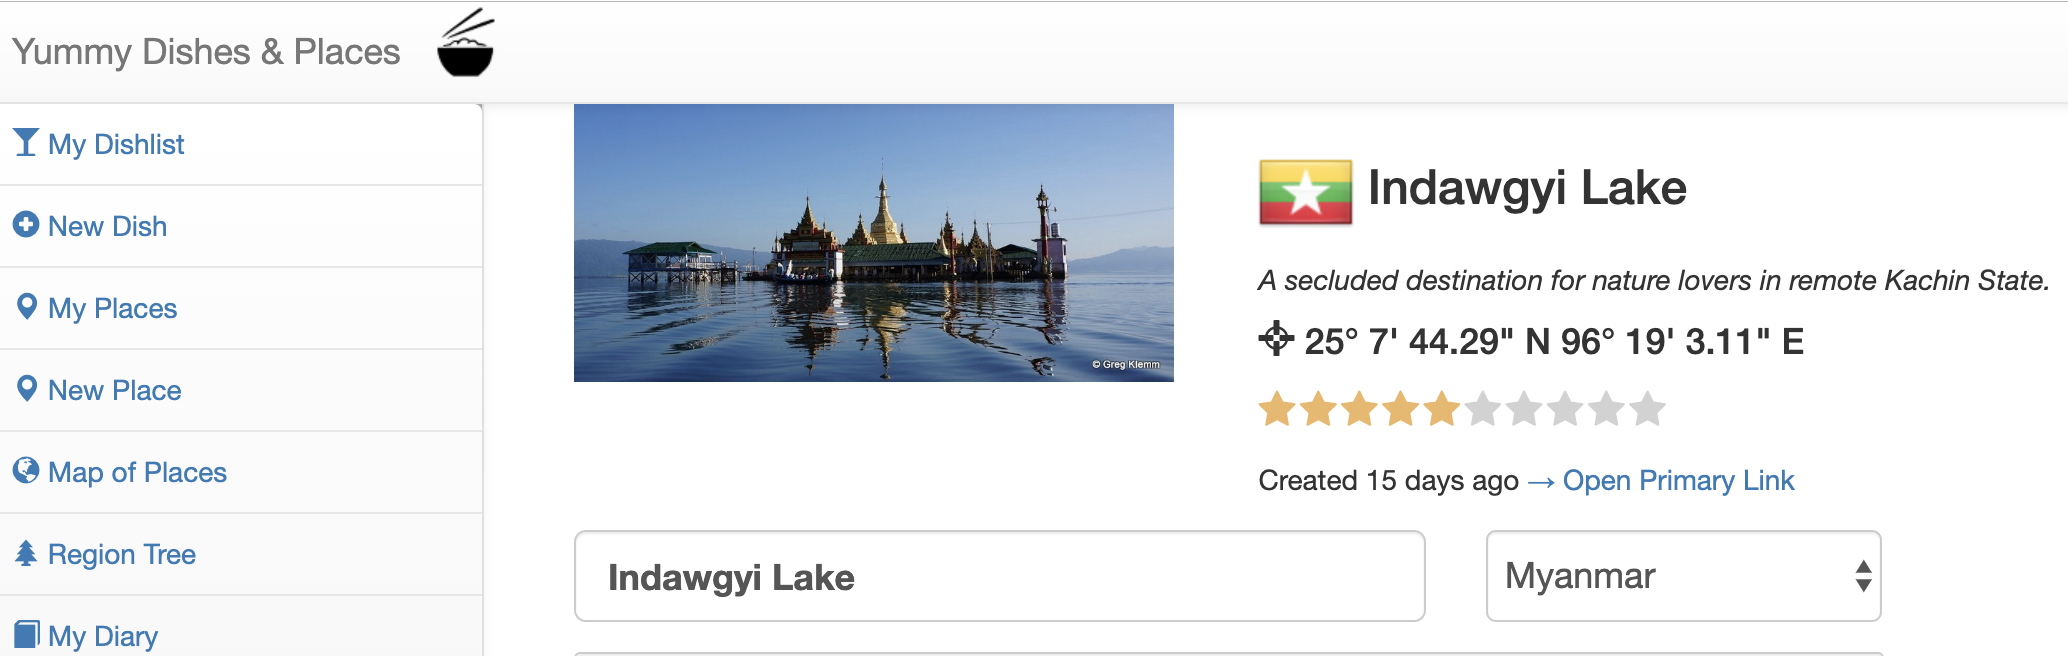 Yummy Dishes & Places
My Dishlist
New Dish
My Places
New Place
Map of Places
Region Tree
My Diary
© Greg Klemm
Indawgyi Lake
A secluded destination for nature lovers in remote Kachin State.
25° 7' 44.29" N 96° 19' 3.11" E
Created 15 days ago → Open Primary Link
Indawgyi Lake
Myanmar